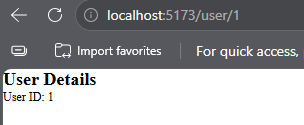 localhost:5173/user/1
Import favorites
For quick access,
User Details
User ID: 1